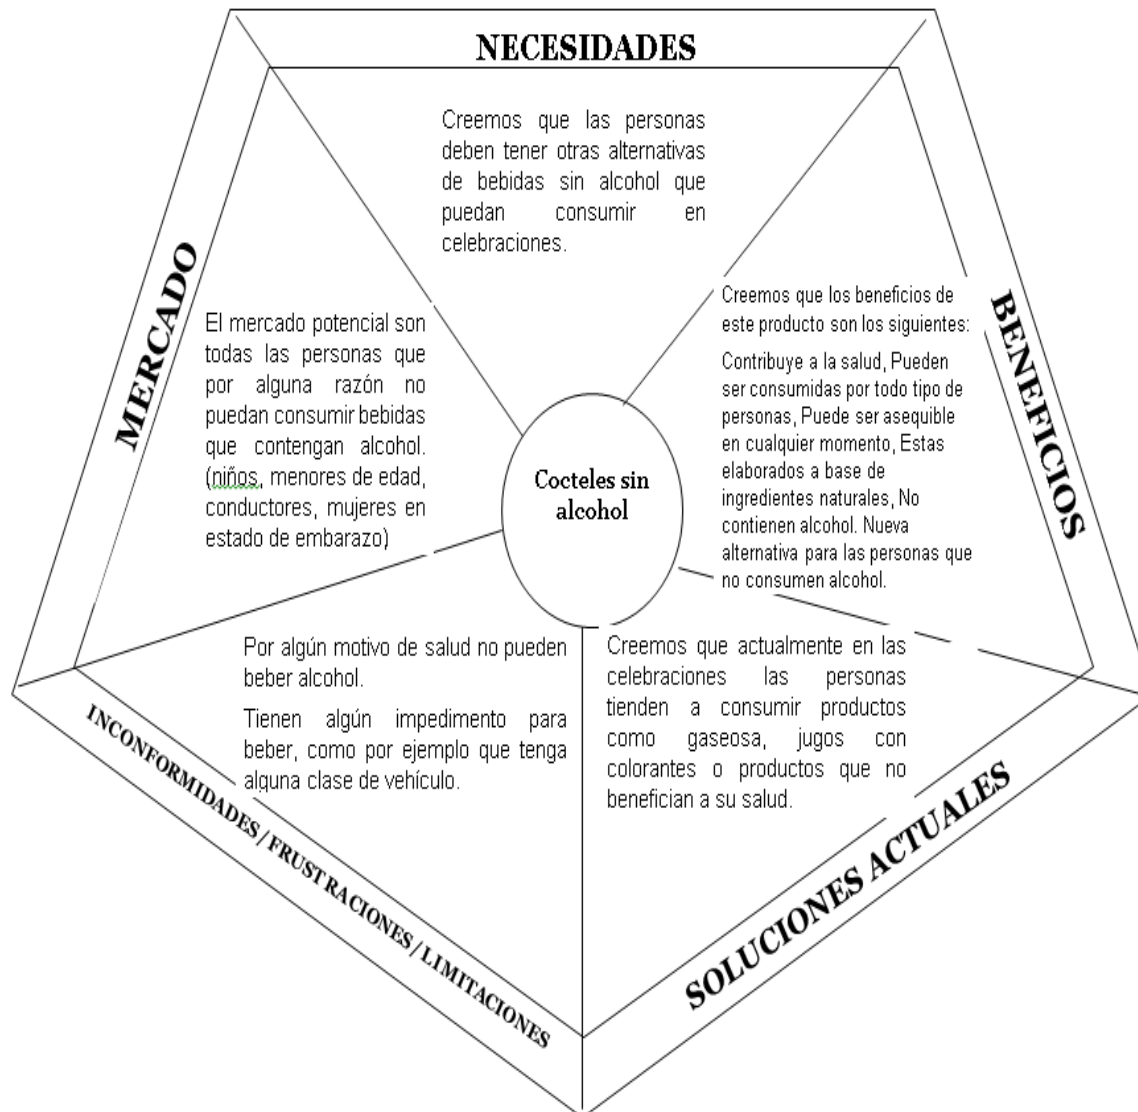 NECESIDADES
Creemos que las personas
deben tener otras alternativas
de bebidas sin alcohol que
puedan consumir en
celebraciones.
MERCADO
El mercado potencial son
todas las personas que
por alguna razón no
puedan consumir bebidas
que contengan alcohol.
(niños, menores de edad,
conductores, mujeres en
estado de embarazo)
Cocteles sin
alcohol
BENEFICIOS
Creemos que los beneficios de
este producto son los siguientes:
Contribuye a la salud, Pueden
ser consumidas por todo tipo de
personas, Puede ser asequible
en cualquier momento, Estas
elaborados a base de
ingredientes naturales, No
contienen alcohol. Nueva
alternativa para las personas que
no consumen alcohol.
INCONFORMIDADES / FRUSTRACIONES / LIMITACIONES
Por algún motivo de salud no pueden
beber alcohol.
Tienen algún impedimento para
beber, como por ejemplo que tenga
alguna clase de vehículo.
SOLUCIONES ACTUALES
Creemos que actualmente en las
celebraciones las personas
tienden a consumir productos
como gaseosa, jugos con
colorantes o productos que no
benefician a su salud.